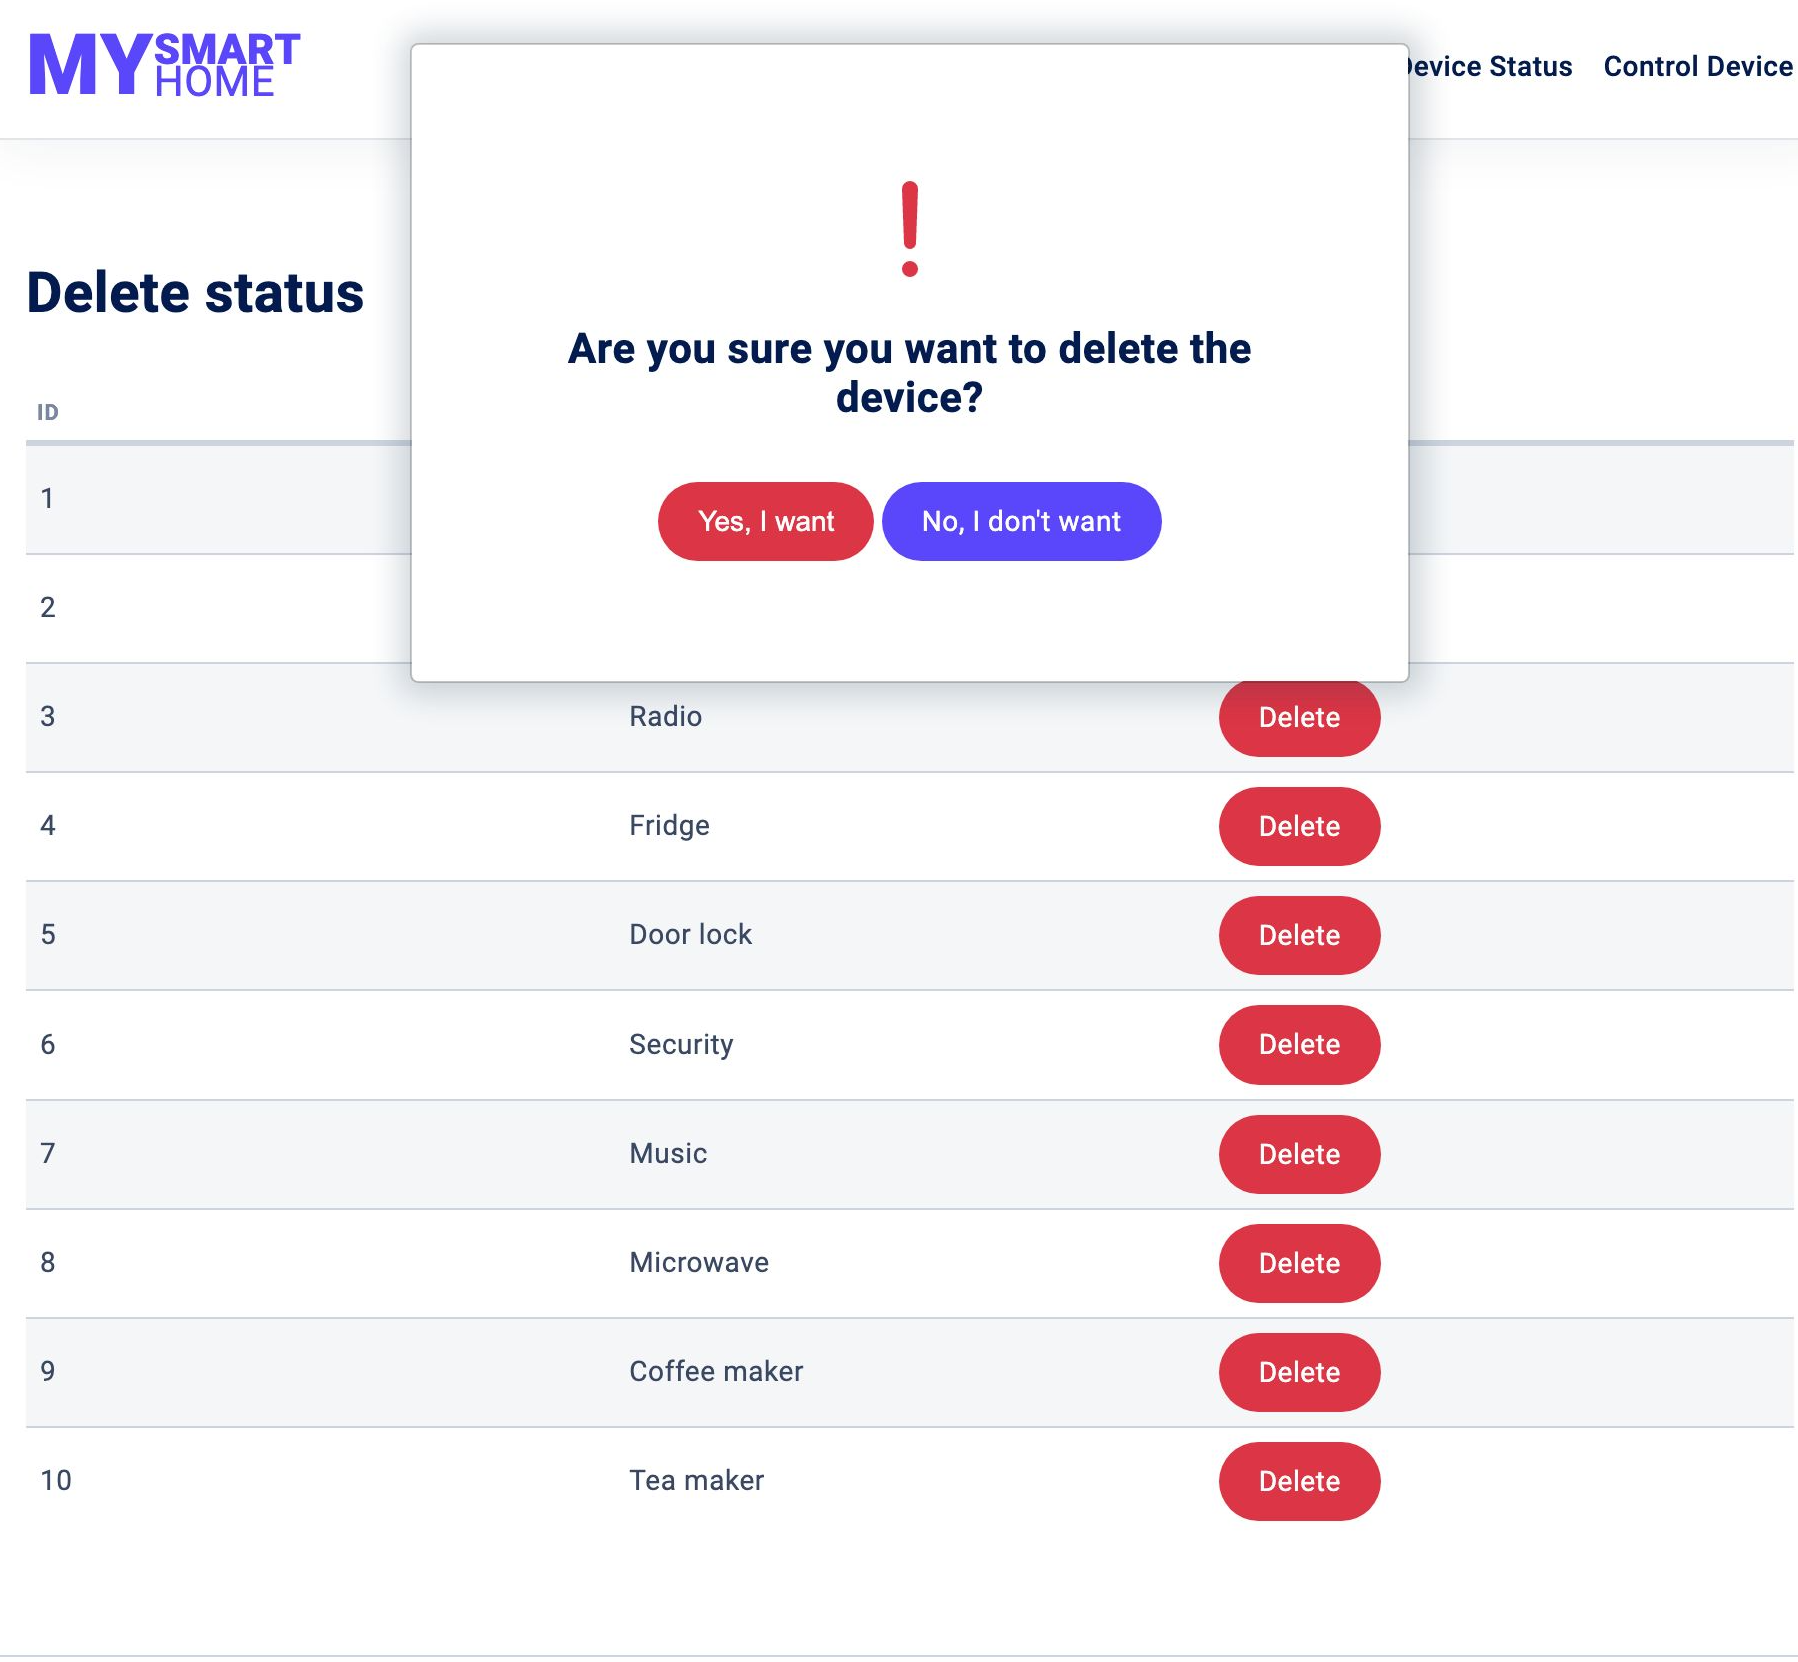 MY SMART
HOME
Device Status Control Device
Delete status
!
Are you sure you want to delete the
device?
ID
Yes, I want No, I don't want
1
2
3 Radio Delete
4 Fridge Delete
5 Door lock Delete
6 Security Delete
7 Music Delete
8 Microwave Delete
9 Coffee maker Delete
10 Tea maker Delete